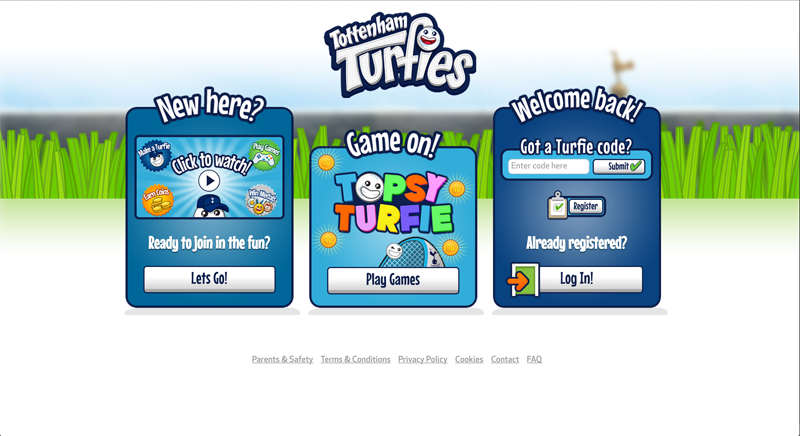 Tottenham
Turfies
New here?
Make a Turfie
Play Games
Click to watch!
Earn Coins
Win Medals
Ready to join in the fun?
Lets Go!
Game on!
TOPSY
TURFIE
Play Games
Welcome back!
Got a Turfie code?
Enter code here
Submit
Register
Already registered?
Log In!
Parents & Safety
Terms & Conditions
Privacy Policy
Cookies
Contact
FAQ